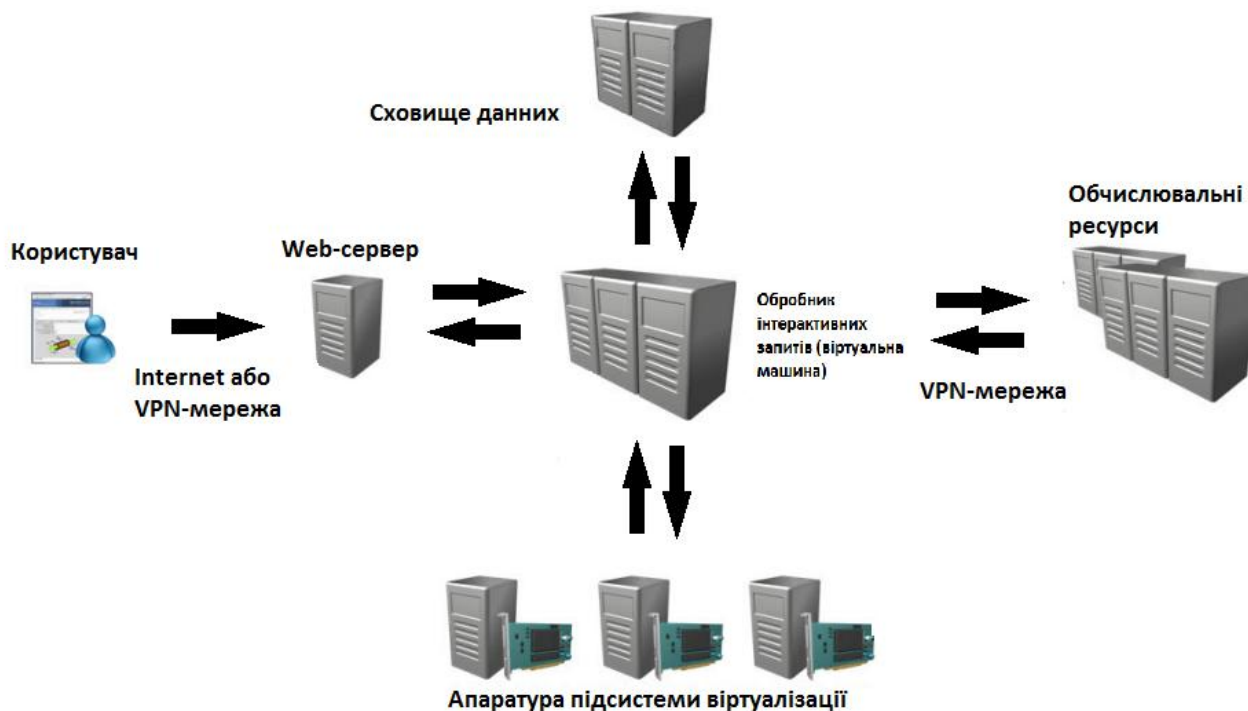 Сховище данних
Обчислювальні
ресурси
Користувач
Web-сервер
Обробник
інтерактивних
запитів (віртуальна
машина)
Internet або
VPN-мережа
VPN-мережа
Апаратура підсистеми віртуалізації